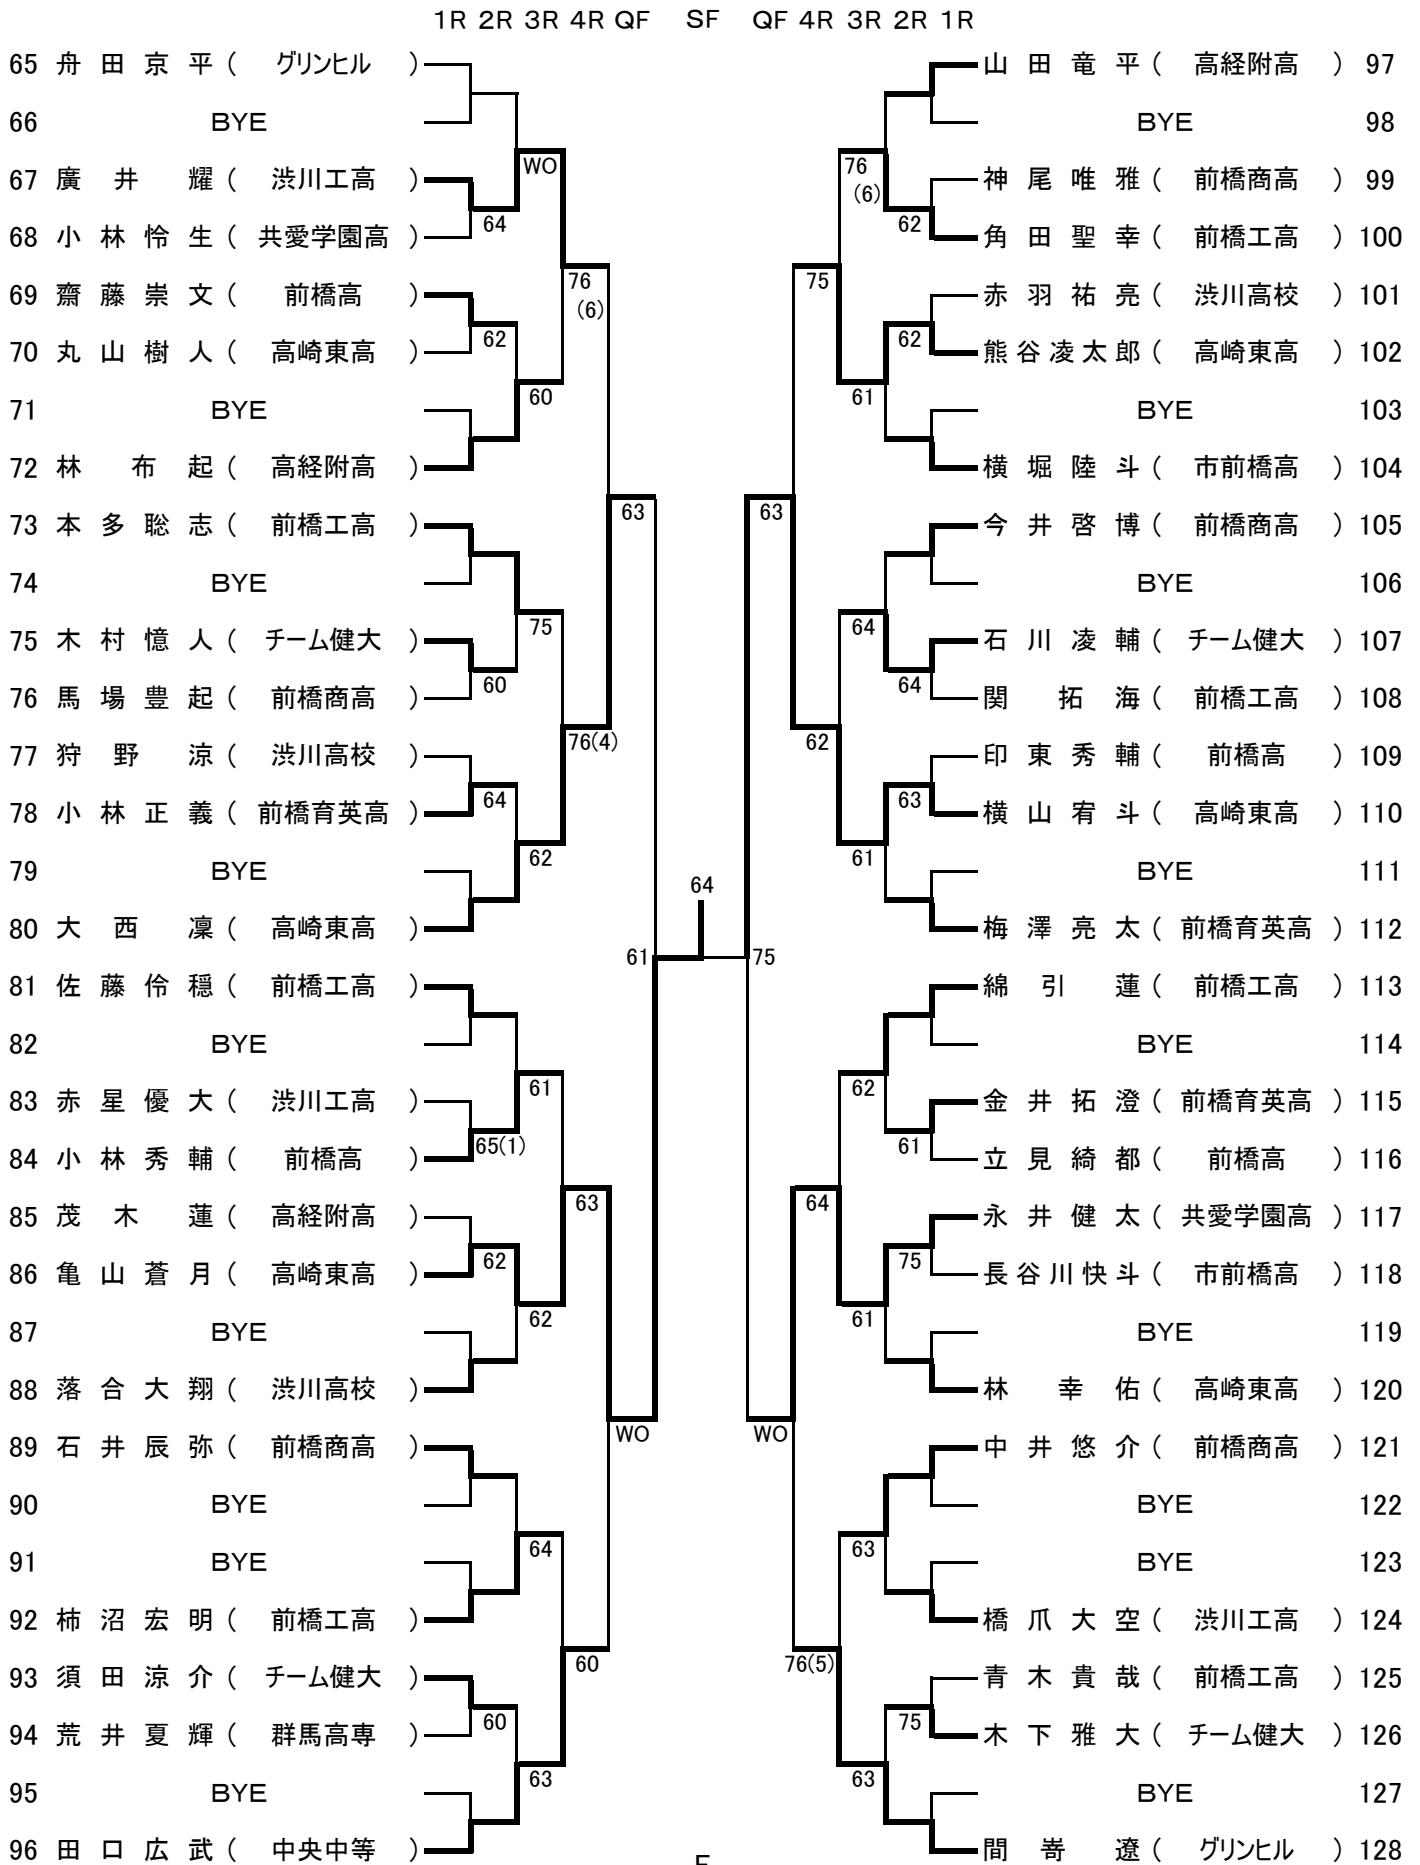 1R 2R 3R 4R QF SF QF 4R 3R 2R 1R
65 舟田京平 ( グリンヒル ) 山田竜平 ( 高経附高 ) 97
66 BYE BYE 98
WO 76
67 廣井耀 ( 渋川工高 ) 神尾唯雅 ( 前橋商高 ) 99
(6)
64 62
68 小林怜生 ( 共愛学園高 ) 角田聖幸 ( 前橋工高 ) 100
76 75
69 齋藤崇文 ( 前橋高 ) 赤羽祐亮 ( 渋川高校 ) 101
(6)
62 62
70 丸山樹人 ( 高崎東高 ) 熊谷凌太郎 ( 高崎東高 ) 102
60 61
71 BYE BYE 103
72 林布起 ( 高経附高 ) 横堀陸斗 ( 市前橋高 ) 104
63 63
73 本多聡志 ( 前橋工高 ) 今井啓博 ( 前橋商高 ) 105
74 BYE BYE 106
75 64
75 木村憶人 ( チーム健大 ) 石川凌輔 ( チーム健大 ) 107
60 64
76 馬場豊起 ( 前橋商高 ) 関拓海 ( 前橋工高 ) 108
76(4) 62
77 狩野涼 ( 渋川高校 ) 印東秀輔 ( 前橋高 ) 109
64 63
78 小林正義 ( 前橋育英高 ) 横山宥斗 ( 高崎東高 ) 110
62 61
79 BYE BYE 111
64
80 大西凜 ( 高崎東高 ) 梅澤亮太 ( 前橋育英高 ) 112
61 75
81 佐藤伶穏 ( 前橋工高 ) 綿引蓮 ( 前橋工高 ) 113
82 BYE BYE 114
61 62
83 赤星優大 ( 渋川工高 ) 金井拓澄 ( 前橋育英高 ) 115
65(1) 61
84 小林秀輔 ( 前橋高 ) 立見綺都 ( 前橋高 ) 116
63 64
85 茂木蓮 ( 高経附高 ) 永井健太 ( 共愛学園高 ) 117
62 75
86 亀山蒼月 ( 高崎東高 ) 長谷川快斗 ( 市前橋高 ) 118
62 61
87 BYE BYE 119
88 落合大翔 ( 渋川高校 ) 林幸佑 ( 高崎東高 ) 120
WO WO
89 石井辰弥 ( 前橋商高 ) 中井悠介 ( 前橋商高 ) 121
90 BYE BYE 122
64 63
91 BYE BYE 123
92 柿沼宏明 ( 前橋工高 ) 橋爪大空 ( 渋川工高 ) 124
60 76(5)
93 須田涼介 ( チーム健大 ) 青木貴哉 ( 前橋工高 ) 125
60 75
94 荒井夏輝 ( 群馬高専 ) 木下雅大 ( チーム健大 ) 126
63 63
95 BYE BYE 127
96 田口広武 ( 中央中等 ) 間嵜遼 ( グリンヒル ) 128